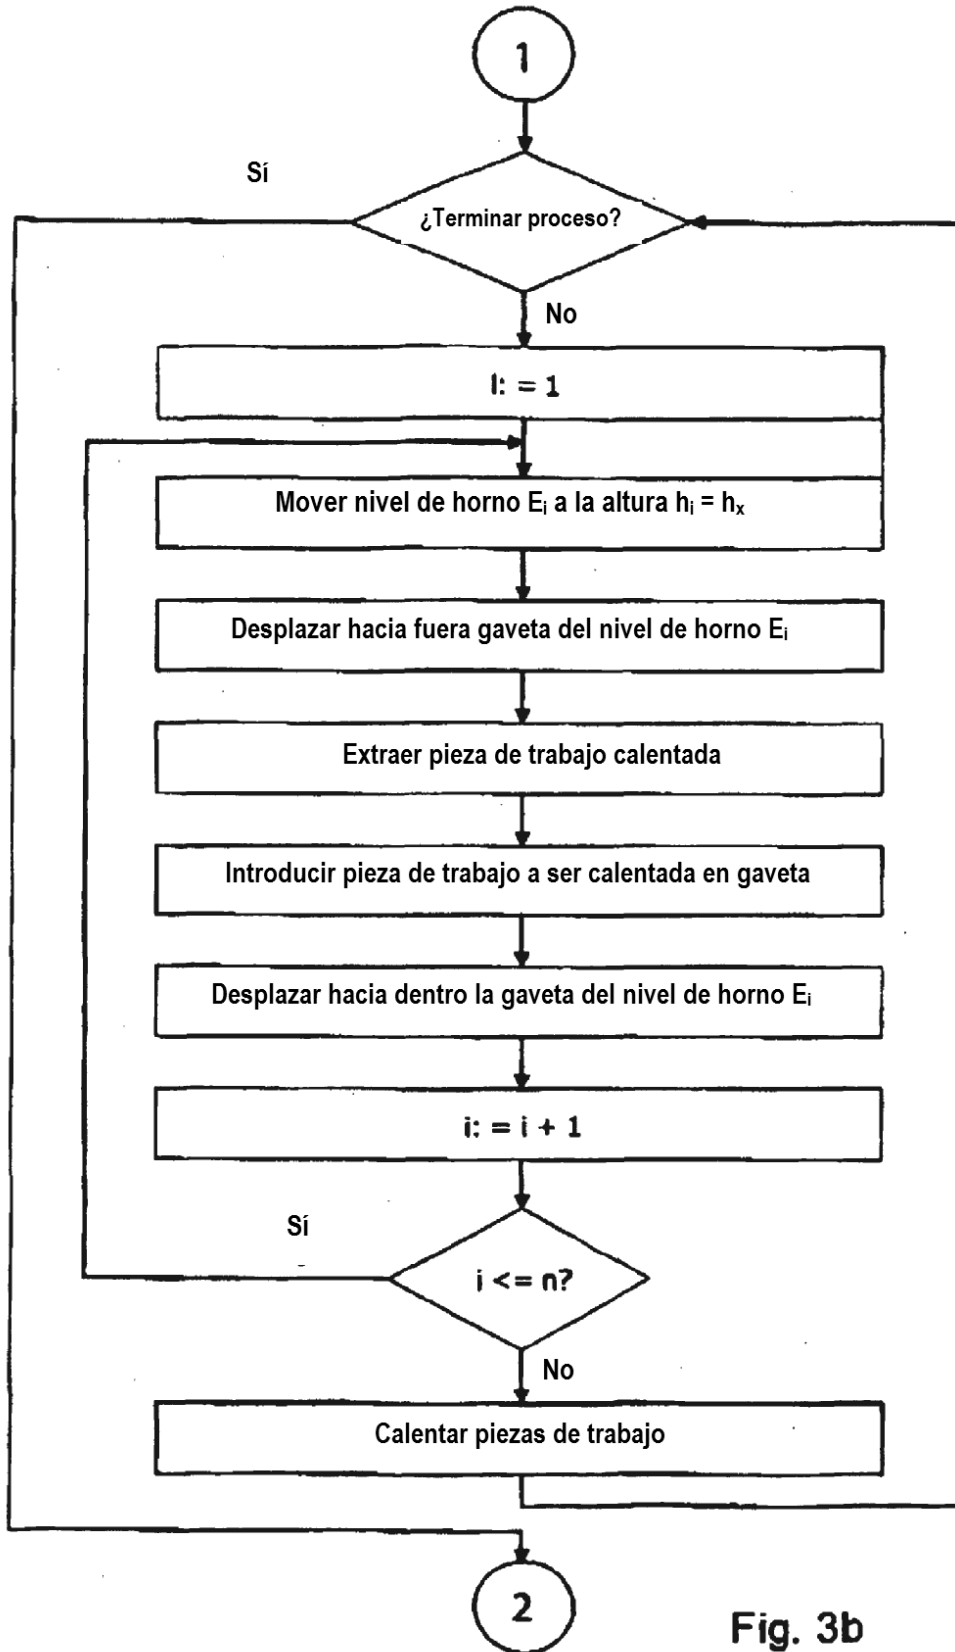 1
Sí
¿Terminar proceso?
No
I: = 1
Mover nivel de horno Eᵢ a la altura hᵢ = hₓ
Desplazar hacia fuera gaveta del nivel de horno Eᵢ
Extraer pieza de trabajo calentada
Introducir pieza de trabajo a ser calentada en gaveta
Desplazar hacia dentro la gaveta del nivel de horno Eᵢ
i: = i + 1
Sí
i <= n?
No
Calentar piezas de trabajo
2
Fig. 3b